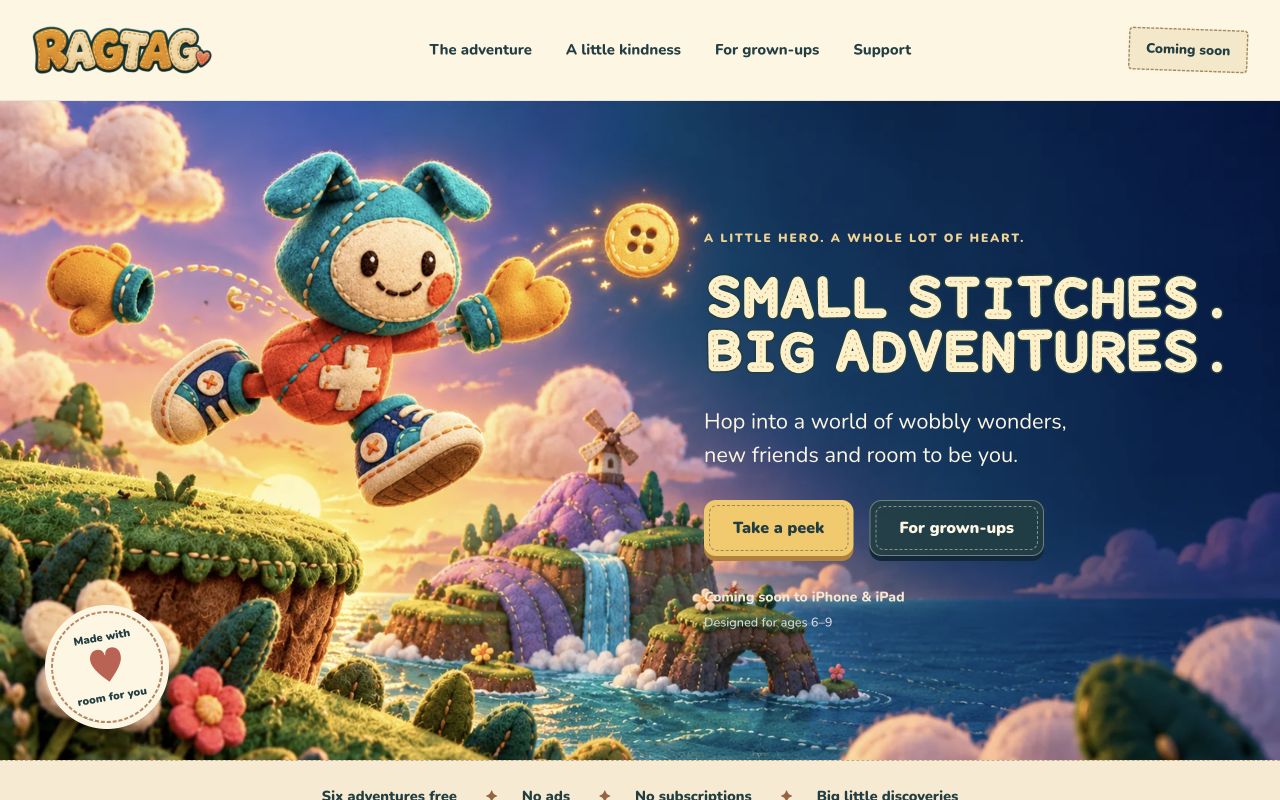 RAGTAG
The adventure
A little kindness
For grown-ups
Support
Coming soon
A LITTLE HERO. A WHOLE LOT OF HEART.
SMALL STITCHES.
BIG ADVENTURES.
Hop into a world of wobbly wonders,
new friends and room to be you.
Take a peek
For grown-ups
Coming soon to iPhone & iPad
Designed for ages 6–9
Made with
room for you
Six adventures free ✦ No ads ✦ No subscriptions ✦ Big little discoveries